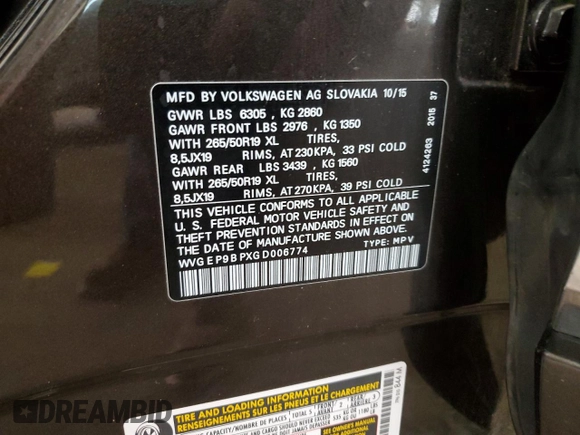 MFD BY VOLKSWAGEN AG SLOVAKIA 10/15
GVWR LBS 6305 , KG 2860
GAWR FRONT LBS 2976 , KG 1350
WITH 265/50R19 XL TIRES,
8,5JX19 RIMS, AT 230KPA, 33 PSI COLD
GAWR REAR LBS 3439 , KG 1560
WITH 265/50R19 XL TIRES,
8,5JX19 RIMS, AT 270KPA, 39 PSI COLD
THIS VEHICLE CONFORMS TO ALL APPLICABLE
U. S. FEDERAL MOTOR VEHICLE SAFETY AND
THEFT PREVENTION STANDARDS IN EFFECT ON
THE DATE OF MANUFACTURE SHOWN ABOVE.
WVGEP9BPXGD006774 TYPE: MPV
4124263 2015 37
TIRE AND LOADING INFORMATION
RENSEIGNEMENTS SUR LES PNEUS ET LE CHARGEMENT
TOTAL 5
DREAMBID